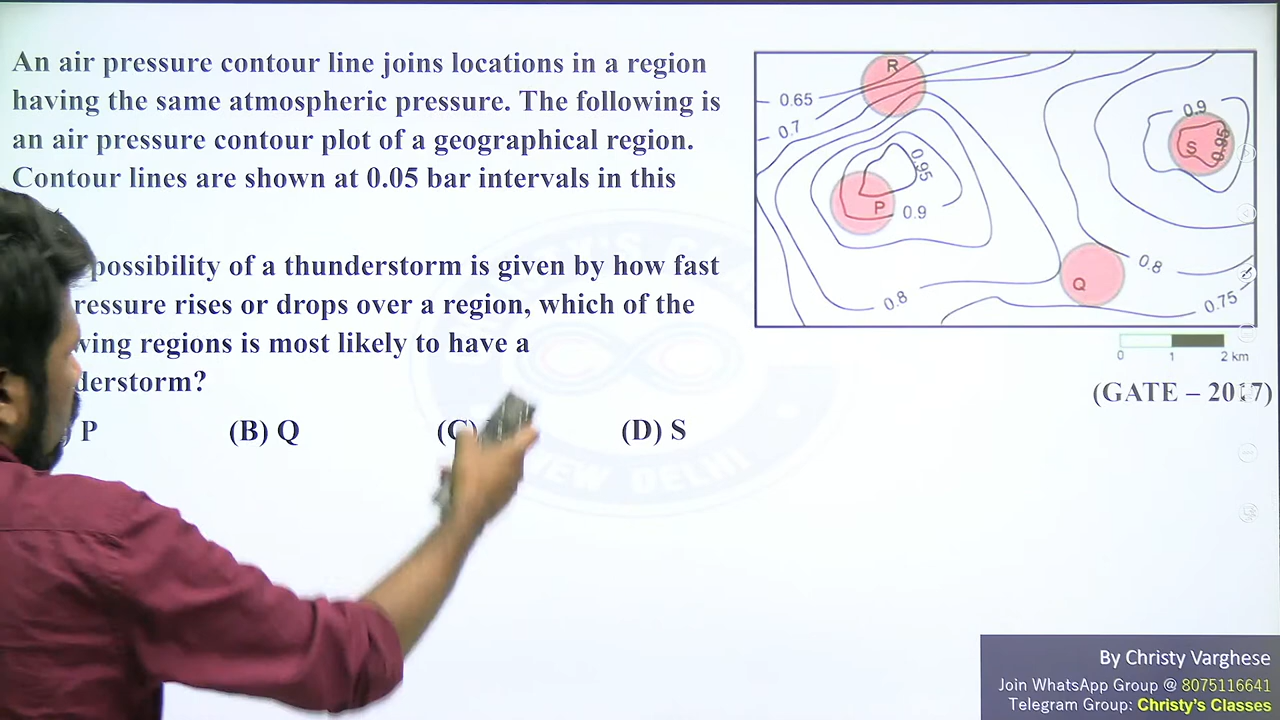 An air pressure contour line joins locations in a region
having the same atmospheric pressure. The following is
an air pressure contour plot of a geographical region.
Contour lines are shown at 0.05 bar intervals in this
possibility of a thunderstorm is given by how fast
rises or drops over a region, which of the
regions is most likely to have a
P
(B) Q
(D) S
R
0.65
0.7
0.95
P
0.9
0.8
0.9
S
0.95
Q
0.8
0.75
0 1 2 km
(GATE – 2017)
NEW DELHI
By Christy Varghese
Join WhatsApp Group @ 8075116641
Telegram Group: Christy's Classes